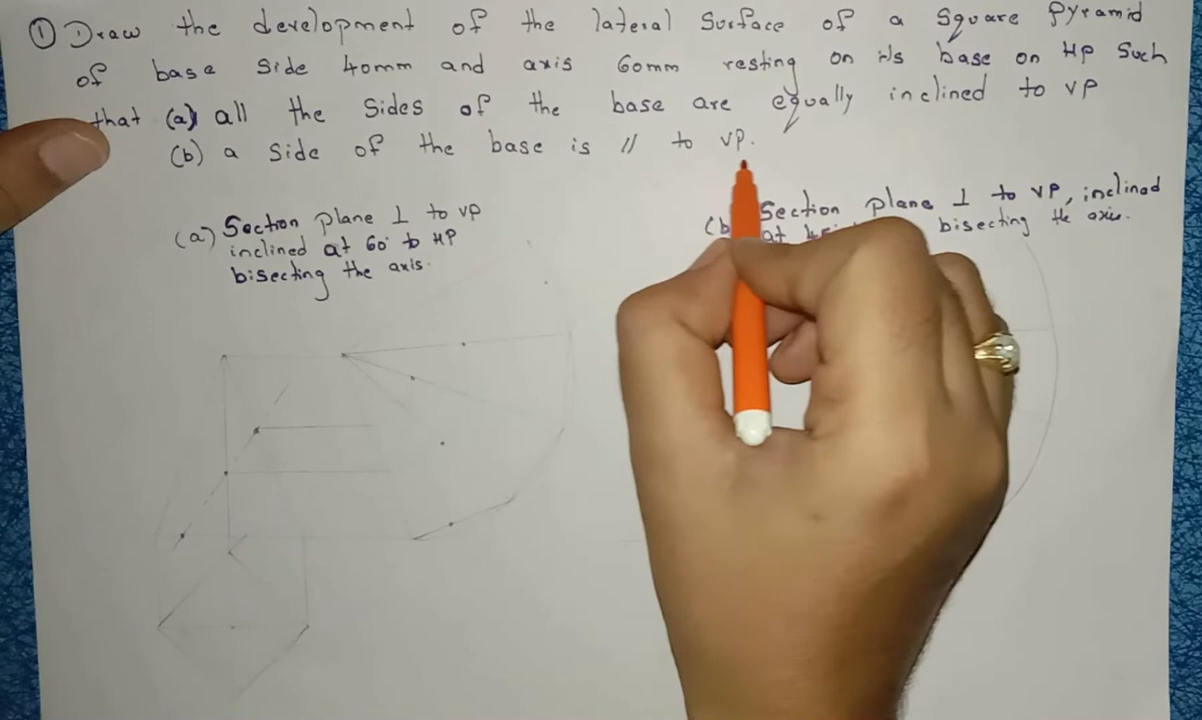 ① Draw the development of the lateral Surface of a Square Pyramid
of base side 40mm and axis 60mm resting on its base on HP Such
that (a) all the Sides of the base are equally inclined to VP
(b) a Side of the base is // to VP.
(a) Section plane ⊥ to VP
inclined at 60° to HP
bisecting the axis.
(b Section plane ⊥ to VP, inclined
at bisecting the axis.